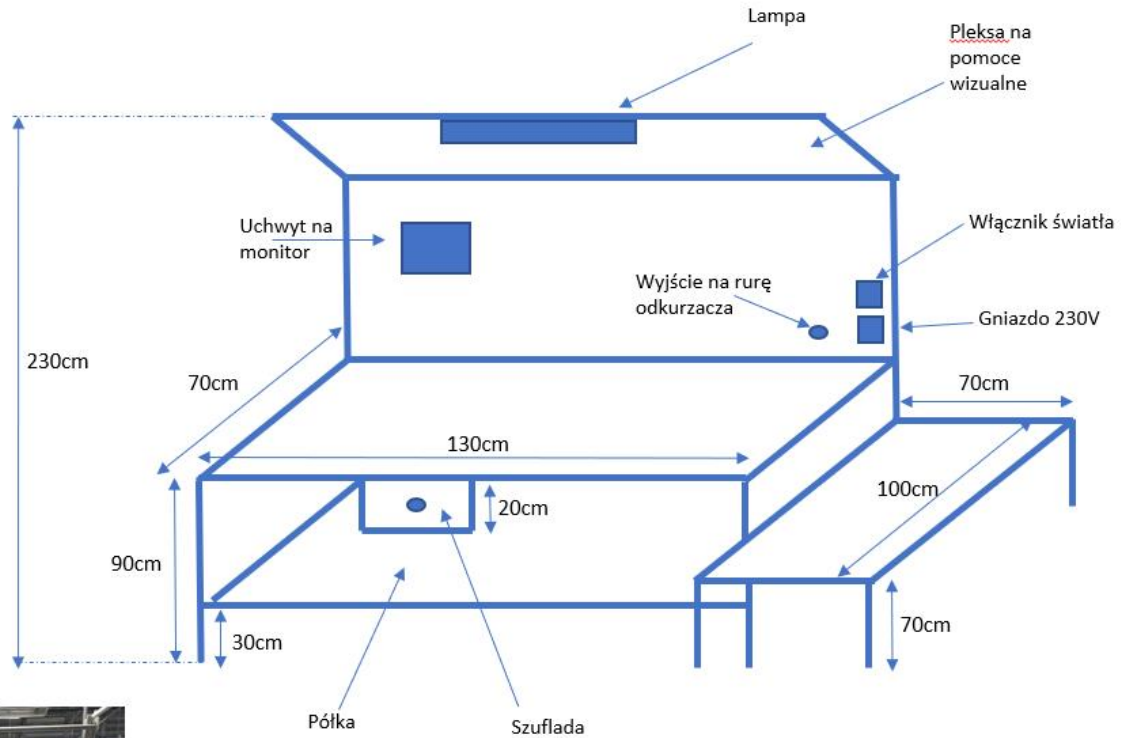 Lampa
Pleksa na
pomoce
wizualne
Uchwyt na
monitor
Włącznik światła
Wyjście na rurę
odkurzacza
Gniazdo 230V
230cm
70cm
70cm
130cm
100cm
20cm
90cm
30cm
70cm
Półka
Szuflada